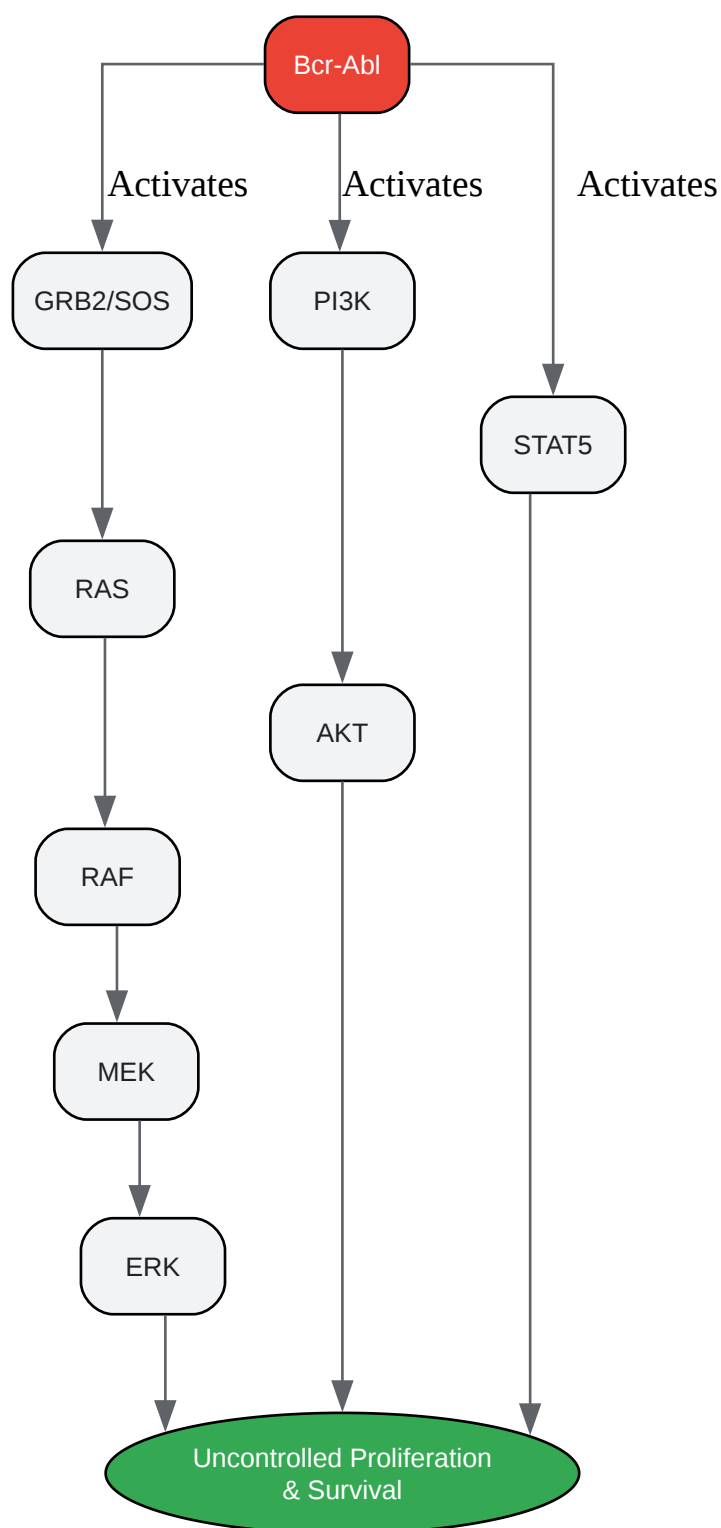 Bcr-Abl
Activates Activates Activates
GRB2/SOS PI3K
STAT5
RAS
AKT
RAF
MEK
ERK
Uncontrolled Proliferation
& Survival